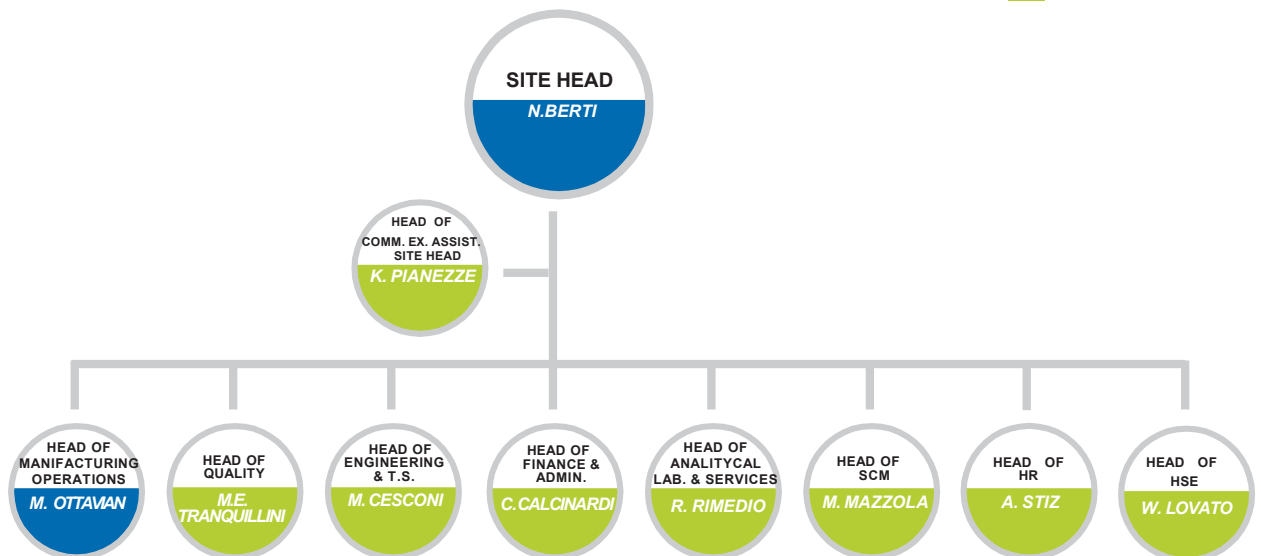 SITE HEAD
N.BERTI
HEAD OF
COMM. EX. ASSIST.
SITE HEAD
K. PIANEZZE
HEAD OF
MANIFACTURING
OPERATIONS
M. OTTAVIAN
HEAD OF
QUALITY
M.E.
TRANQUILLINI
HEAD OF
ENGINEERING
& T.S.
M. CESCONI
HEAD OF
FINANCE &
ADMIN.
C. CALCINARDI
HEAD OF
ANALITYCAL
LAB. & SERVICES
R. RIMEDIO
HEAD OF
SCM
M. MAZZOLA
HEAD OF
HR
A. STIZ
HEAD OF
HSE
W. LOVATO